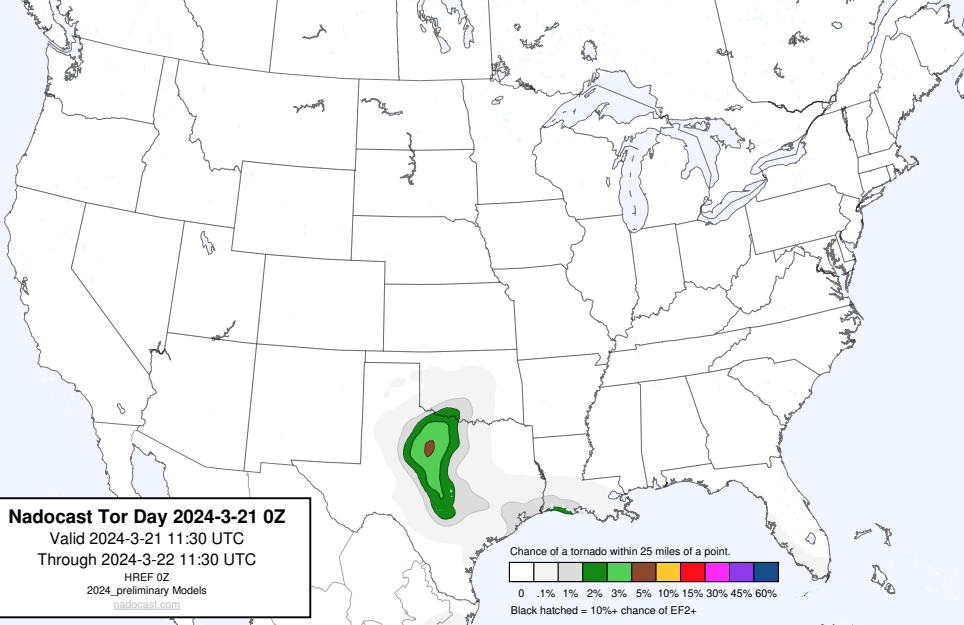 Nadocast Tor Day 2024-3-21 0Z
Valid 2024-3-21 11:30 UTC
Through 2024-3-22 11:30 UTC
HREF 0Z
2024_preliminary Models
nadocast.com
Chance of a tornado within 25 miles of a point.
0 .1% 1% 2% 3% 5% 10% 15% 30% 45% 60%
Black hatched = 10%+ chance of EF2+